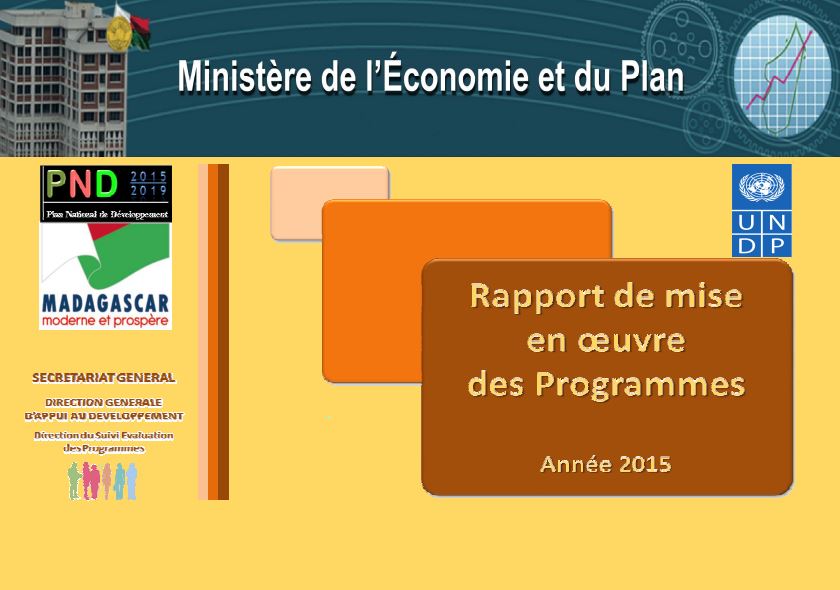 Ministère de l'Économie et du Plan
PND 2015
2019
Plan National de Développement
MADAGASCAR
moderne et prospère
SECRETARIAT GENERAL
DIRECTION GENERALE
D'APPUI AU DEVELOPPEMENT
Direction du Suivi Evaluation
des Programmes
U N
D P
Rapport de mise
en œuvre
des Programmes
Année 2015